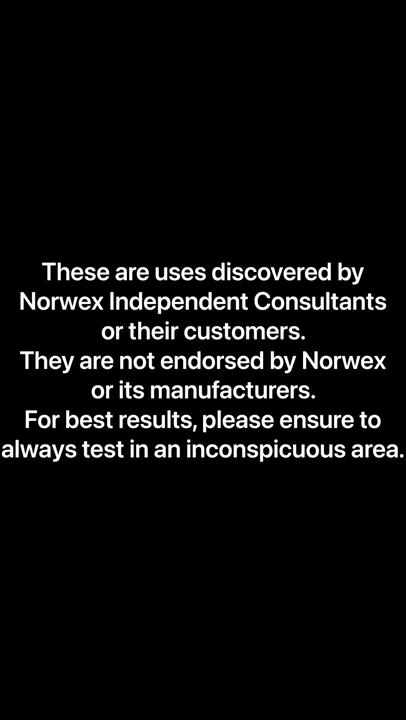 These are uses discovered by
Norwex Independent Consultants
or their customers.
They are not endorsed by Norwex
or its manufacturers.
For best results, please ensure to
always test in an inconspicuous area.